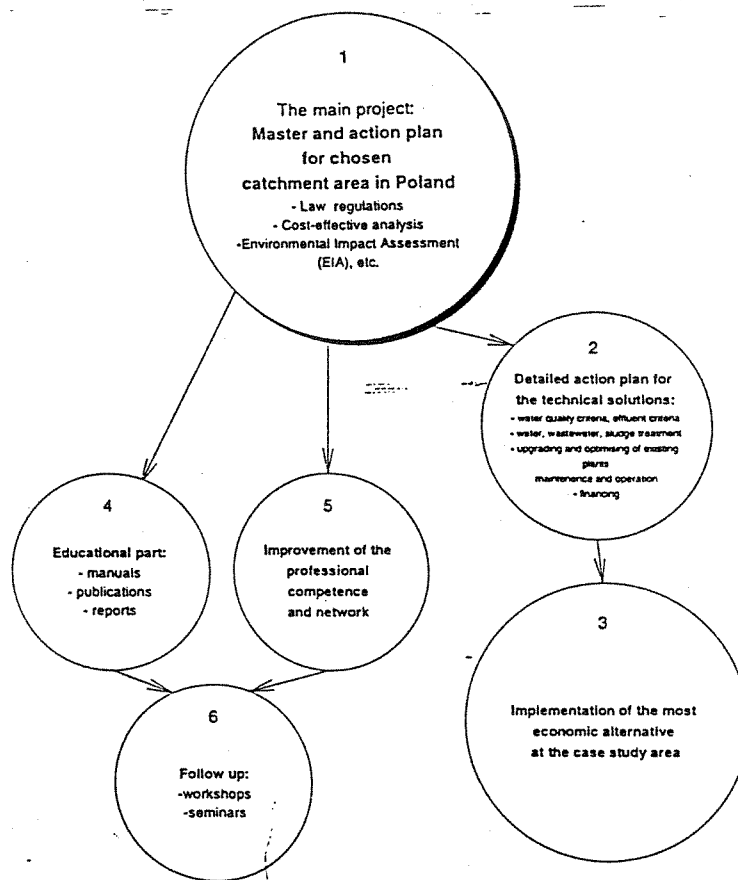 1
The main project:
Master and action plan
for chosen
catchment area in Poland
- Law regulations
- Cost-effective analysis
-Environmental Impact Assessment
(EIA), etc.
2
Detailed action plan for
the technical solutions:
- water quality criteria, effluent criteria
- water, wastewater, sludge treatment
- upgrading and optimising of existing
plants
maintenence and operation
- financing
4
Educational part:
- manuals
- publications
- reports
5
Improvement of the
professional
competence
and network
3
Implementation of the most
economic alternative
at the case study area
6
Follow up:
-workshops
-seminars